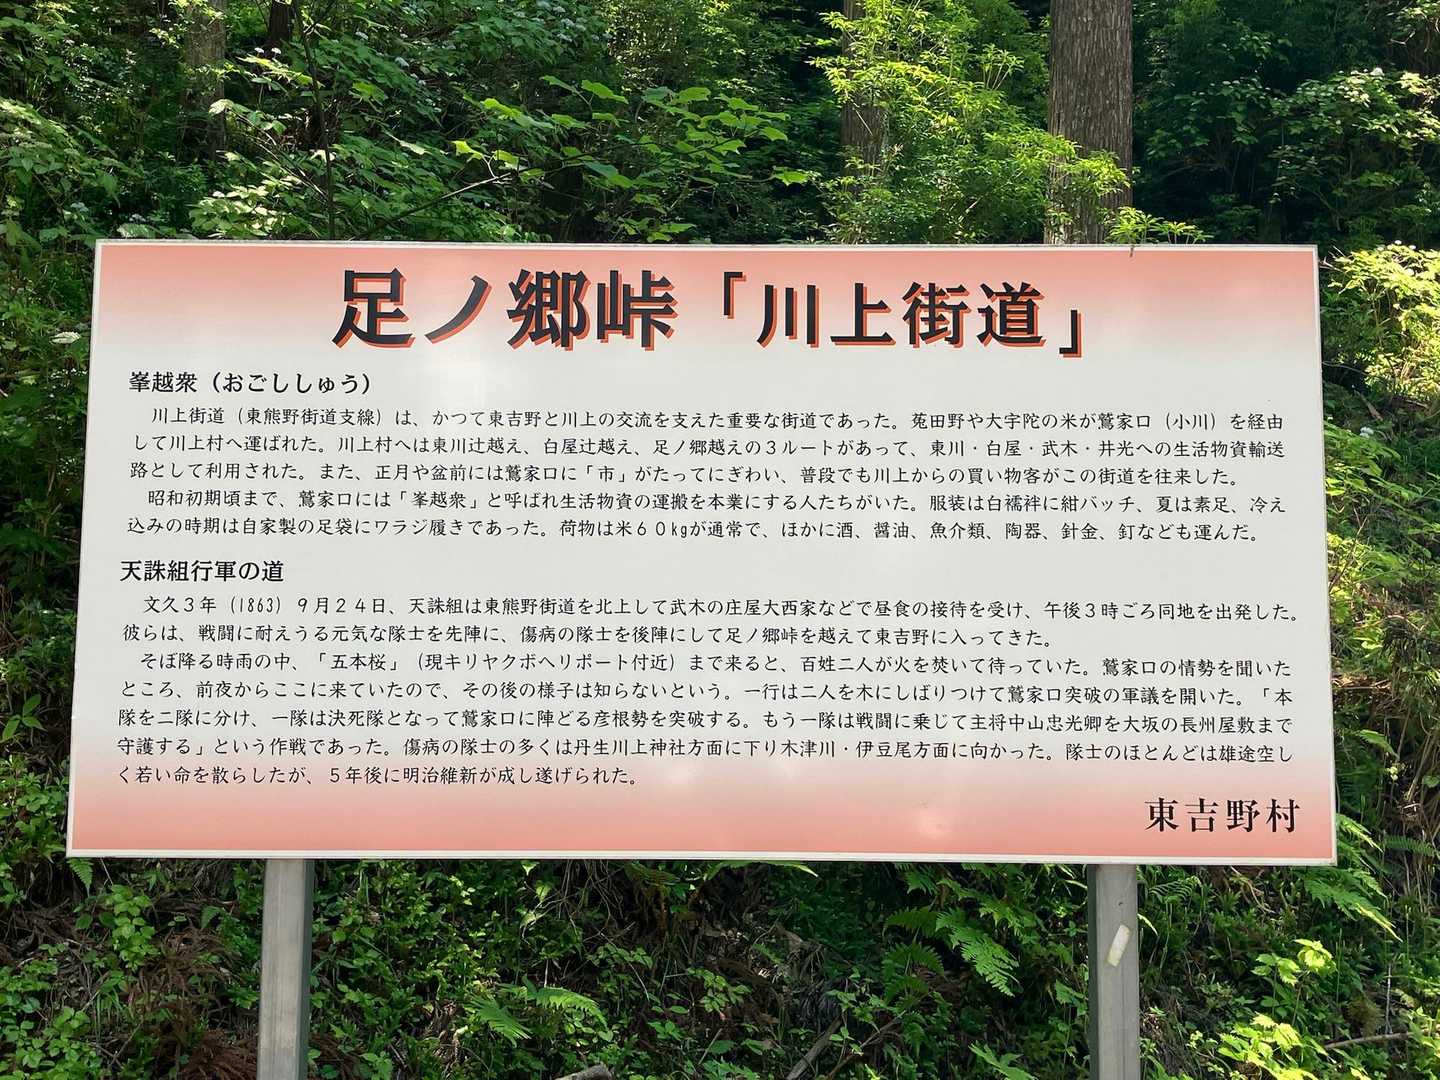 足ノ郷峠「川上街道」
峯越衆（おごししゅう）
川上街道（東熊野街道支線）は、かつて東吉野と川上の交流を支えた重要な街道であった。菟田野や大宇陀の米が鷲家口（小川）を経由
して川上村へ運ばれた。川上村へは東川辻越え、白屋辻越え、足ノ郷越えの３ルートがあって、東川・白屋・武木・井光への生活物資輸送
路として利用された。また、正月や盆前には鷲家口に「市」がたってにぎわい、普段でも川上からの買い物客がこの街道を往来した。
昭和初期頃まで、鷲家口には「峯越衆」と呼ばれ生活物資の運搬を本業にする人たちがいた。服装は白襦袢に紺バッチ、夏は素足、冷え
込みの時期は自家製の足袋にワラジ履きであった。荷物は米６０kgが通常で、ほかに酒、醤油、魚介類、陶器、針金、釘なども運んだ。
天誅組行軍の道
文久３年（1863）９月２４日、天誅組は東熊野街道を北上して武木の庄屋大西家などで昼食の接待を受け、午後３時ごろ同地を出発した。
彼らは、戦闘に耐えうる元気な隊士を先陣に、傷病の隊士を後陣にして足ノ郷峠を越えて東吉野に入ってきた。
そぼ降る時雨の中、「五本桜」（現キリヤクボヘリポート付近）まで来ると、百姓二人が火を焚いて待っていた。鷲家口の情勢を聞いた
ところ、前夜からここに来ていたので、その後の様子は知らないという。一行は二人を木にしばりつけて鷲家口突破の軍議を開いた。「本
隊を二隊に分け、一隊は決死隊となって鷲家口に陣どる彦根勢を突破する。もう一隊は戦闘に乗じて主将中山忠光卿を大坂の長州屋敷まで
守護する」という作戦であった。傷病の隊士の多くは丹生川上神社方面に下り木津川・伊豆尾方面に向かった。隊士のほとんどは雄途空し
く若い命を散らしたが、５年後に明治維新が成し遂げられた。
東吉野村